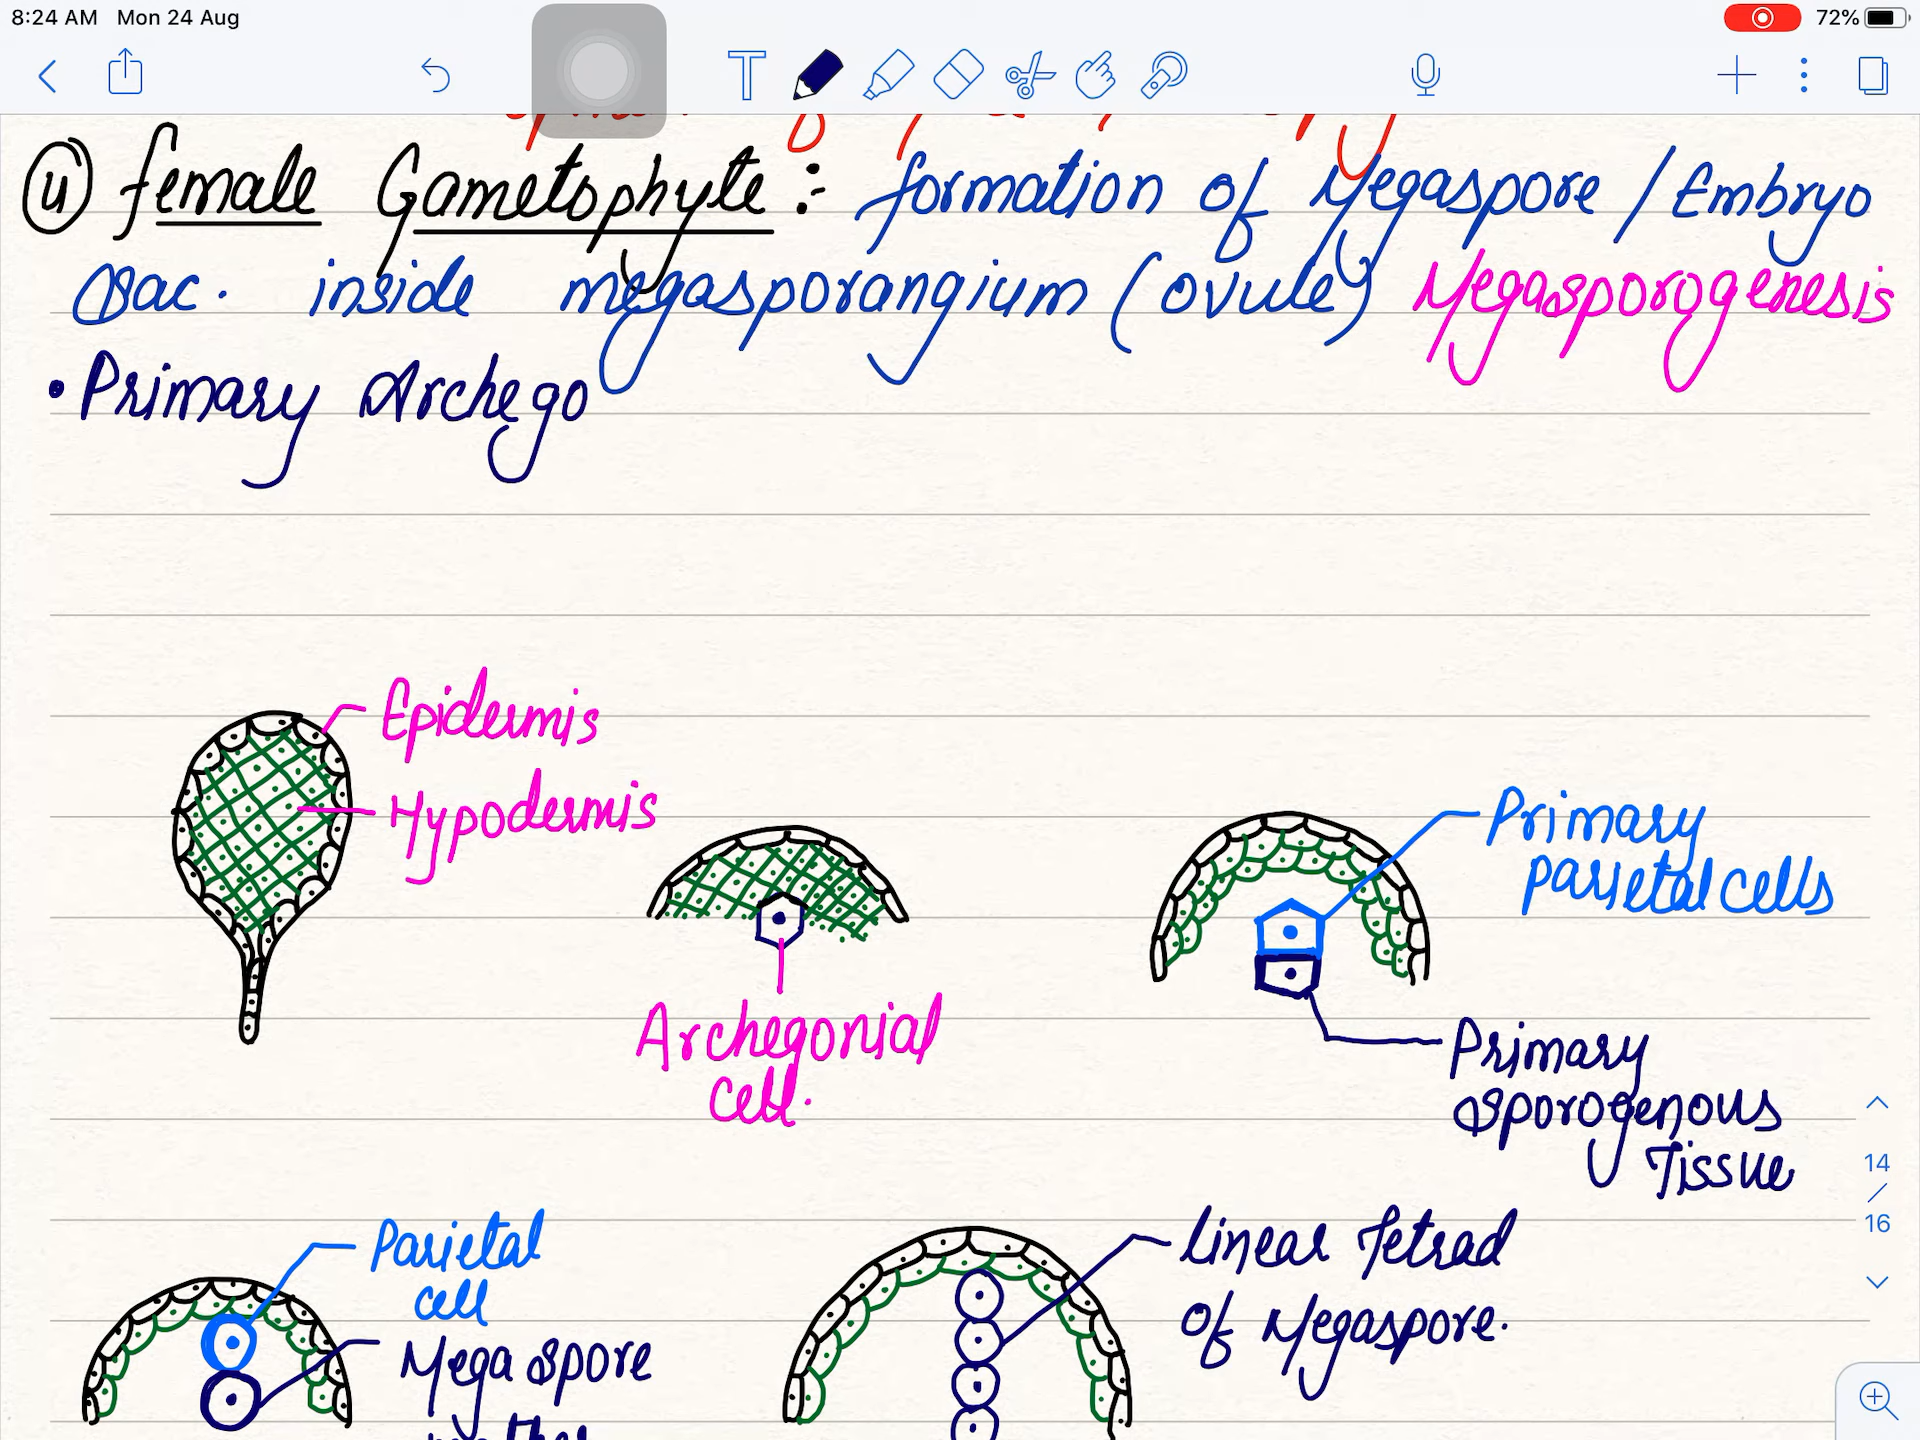 8:24 AM Mon 24 Aug
72%
T
(ii) female Gametophyte :- formation of Megaspore / Embryo
sac. inside megasporangium (ovule) Megasporogenesis
• Primary Archego
Epidermis
Hypodermis
Archegonial
cell.
Primary
parietal cells
Primary
sporogenous
Tissue
14
/
16
Parietal
cell
Mega spore
linear Tetrad
of Megaspore.